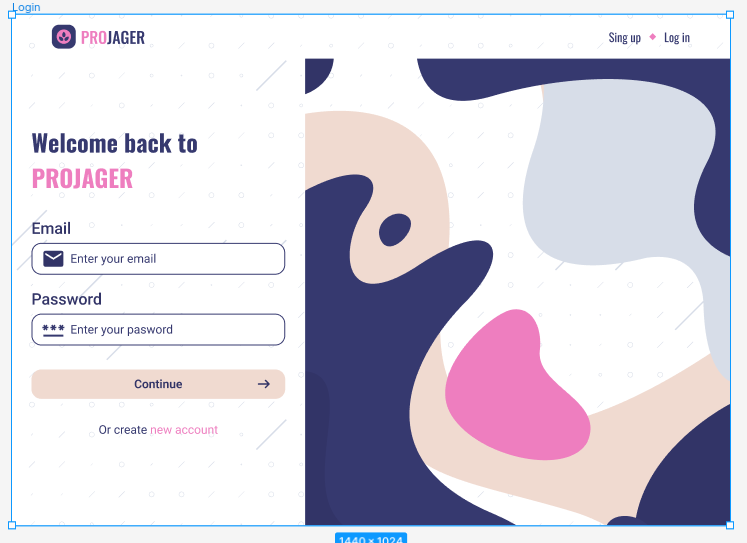 Login
PROJAGER
Sing up
Log in
Welcome back to
PROJAGER
Email
Enter your email
Password
***
Enter your pasword
Continue
Or create new account
1440 × 1024